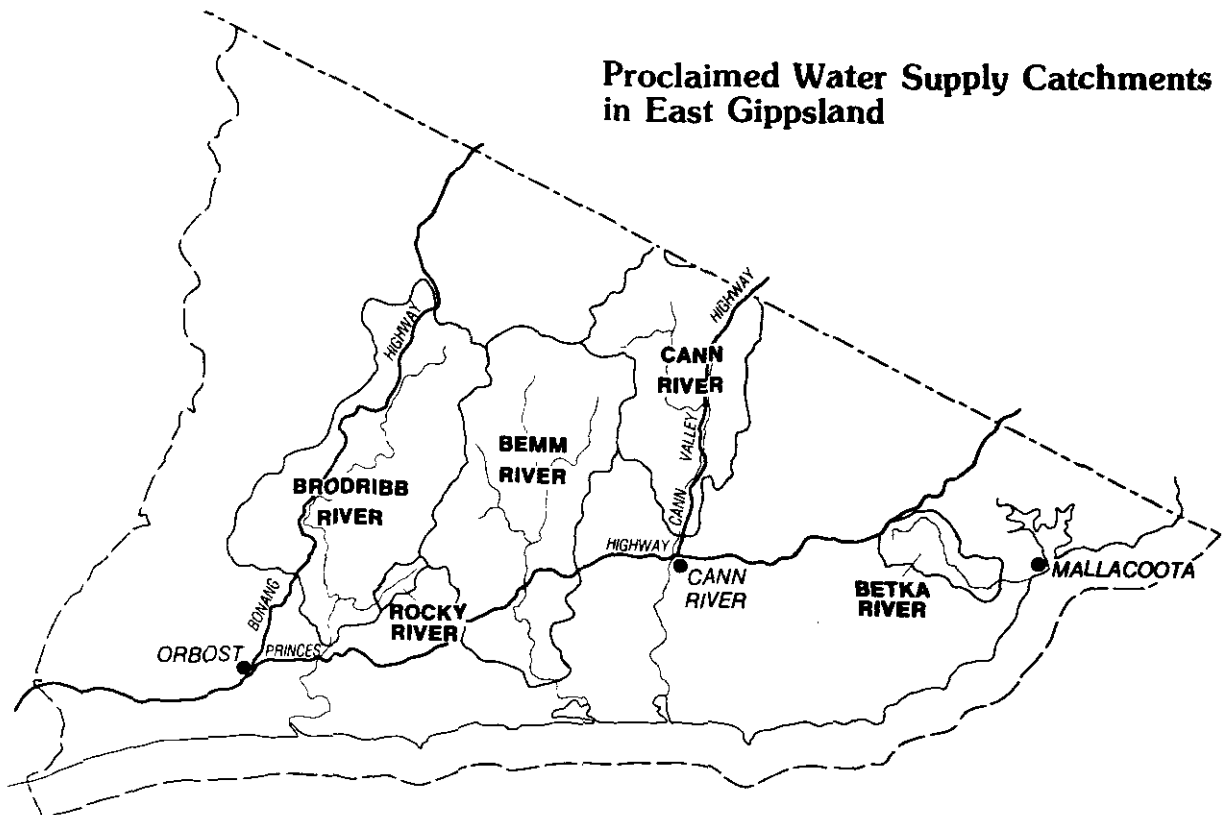 Proclaimed Water Supply Catchments
in East Gippsland
HIGHWAY
HIGHWAY
CANN
RIVER
BEMM
RIVER
VALLEY
BRODRIBB
RIVER
CANN
HIGHWAY
CANN
RIVER
MALLACOOTA
BETKA
RIVER
BONANG
ROCKY
RIVER
ORBOST
PRINCES